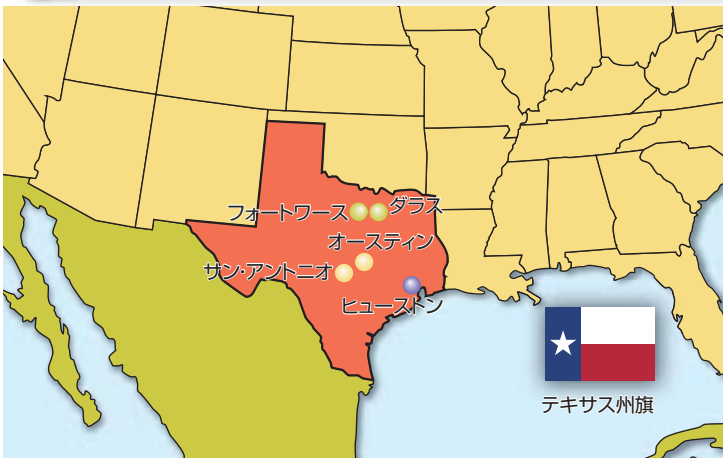 フォートワース
ダラス
オースティン
サン・アントニオ
ヒューストン
テキサス州旗